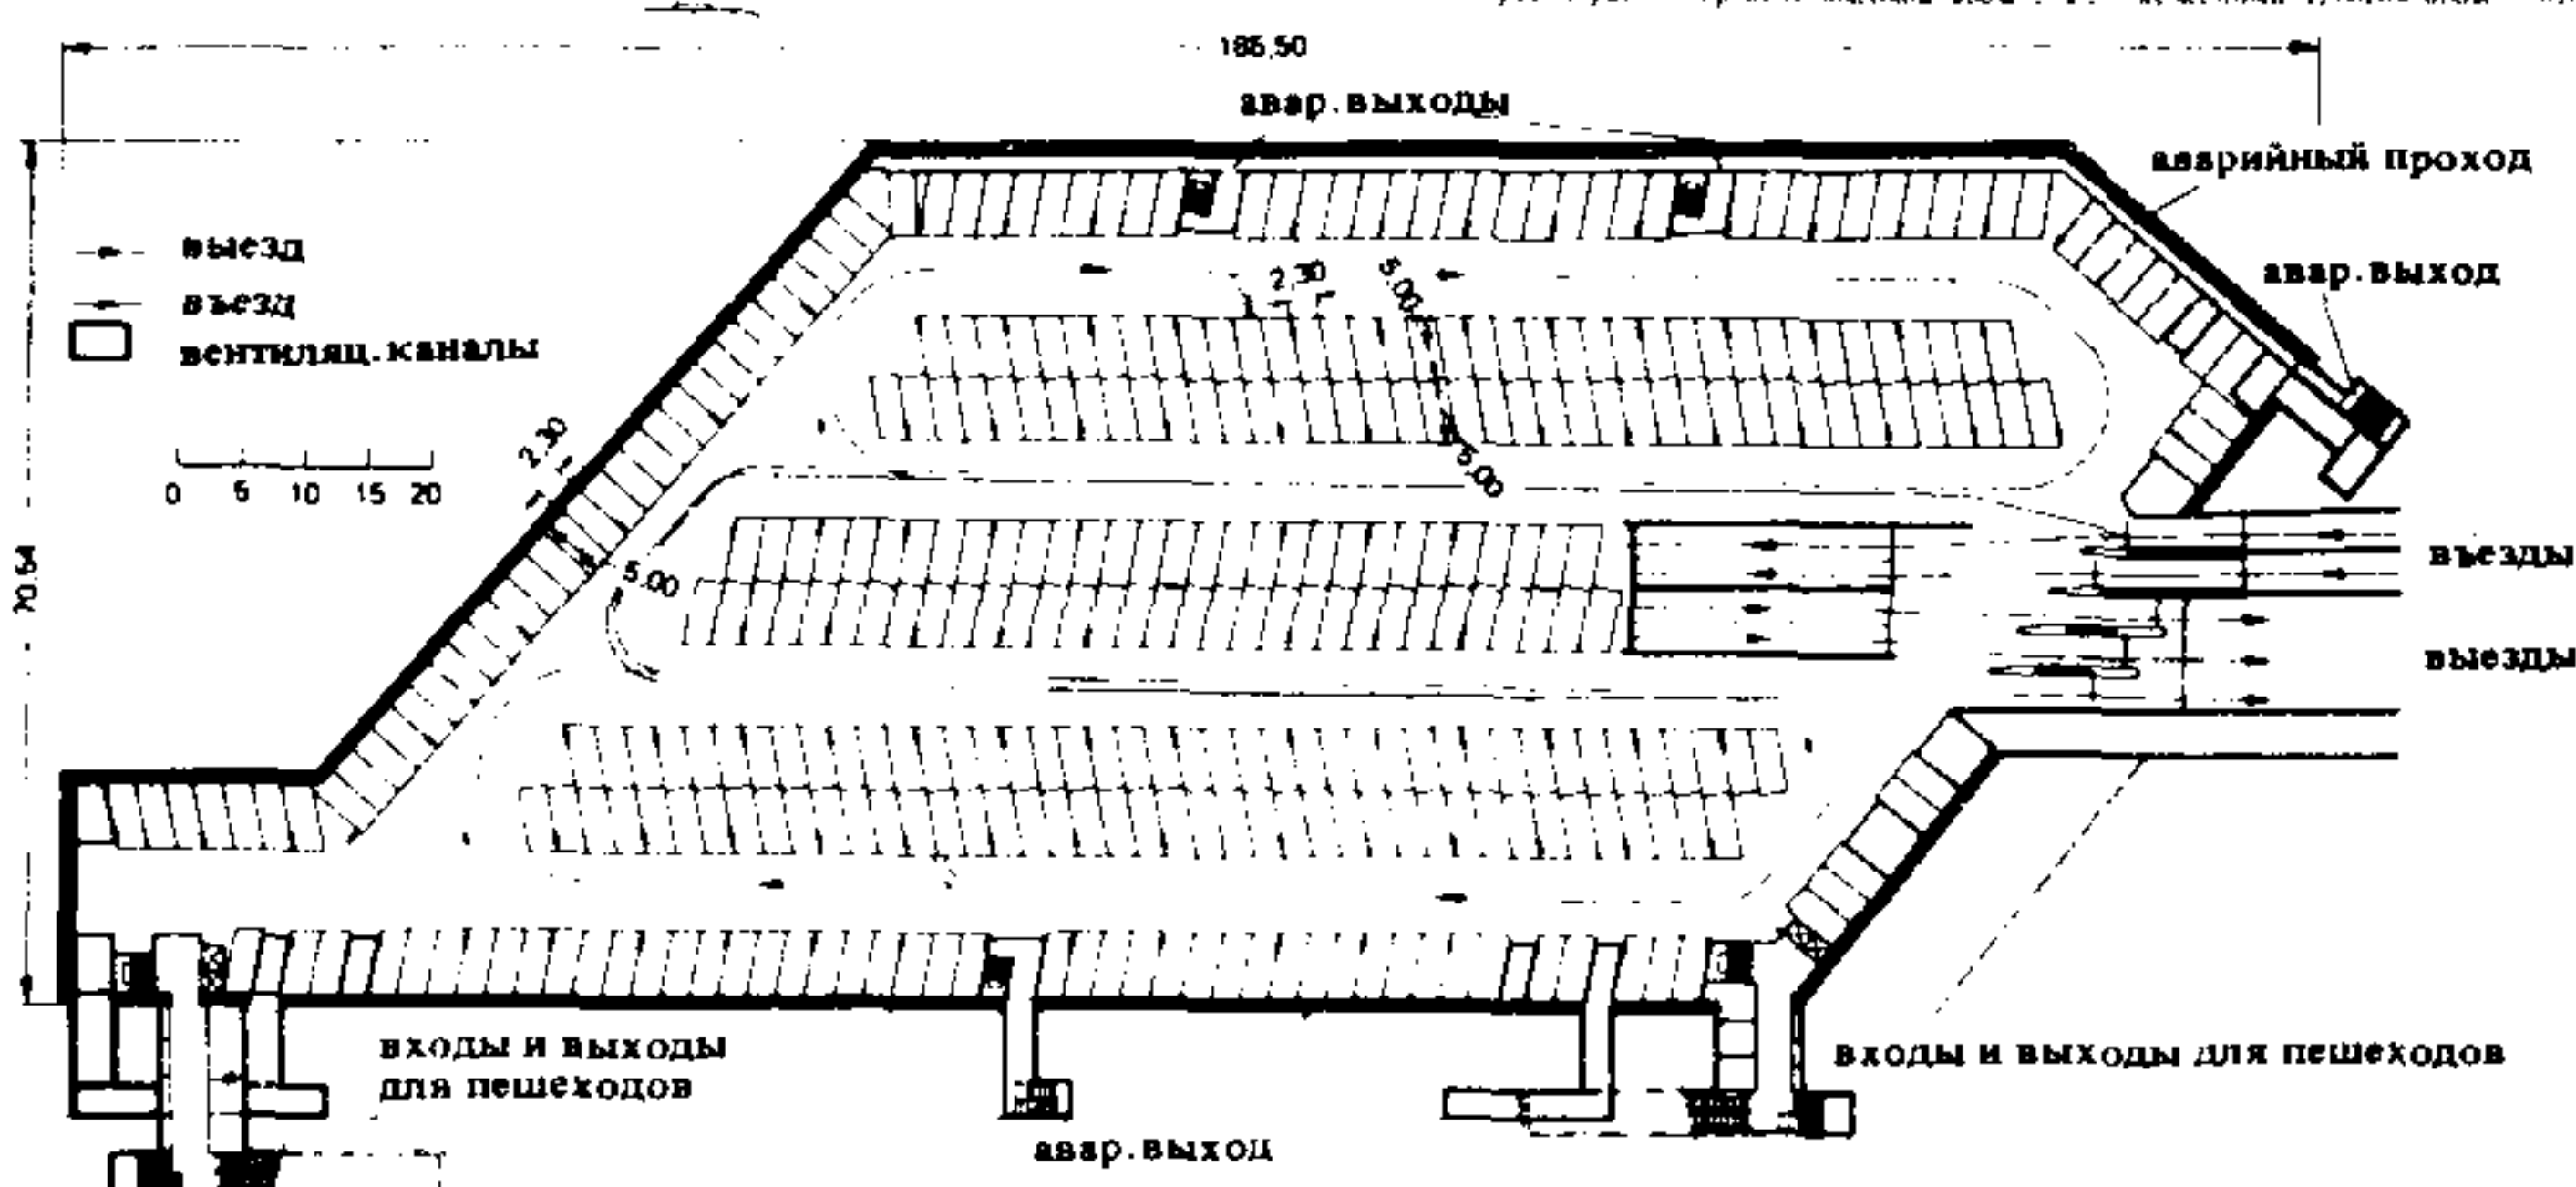 186,50
авар.выходы
аварийный проход
выезд
въезд
вентиляц.каналы
авар.выход
2,30
5,00
2,30
0 5 10 15 20
5,00
5.00
въезды
выезды
входы и выходы
для пешеходов
входы и выходы для пешеходов
авар.выход